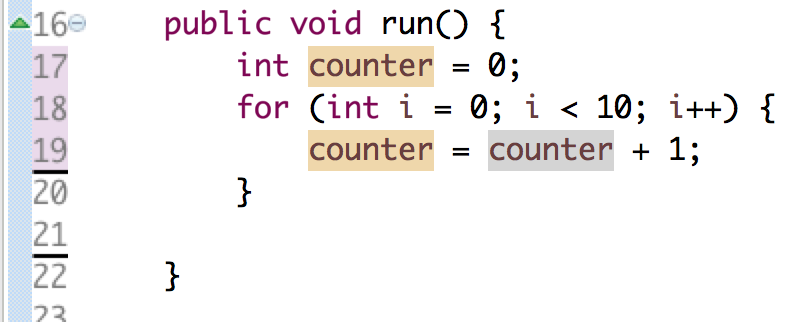 16 public void run() {
17 int counter = 0;
18 for (int i = 0; i < 10; i++) {
19 counter = counter + 1;
20 }
21
22 }
23